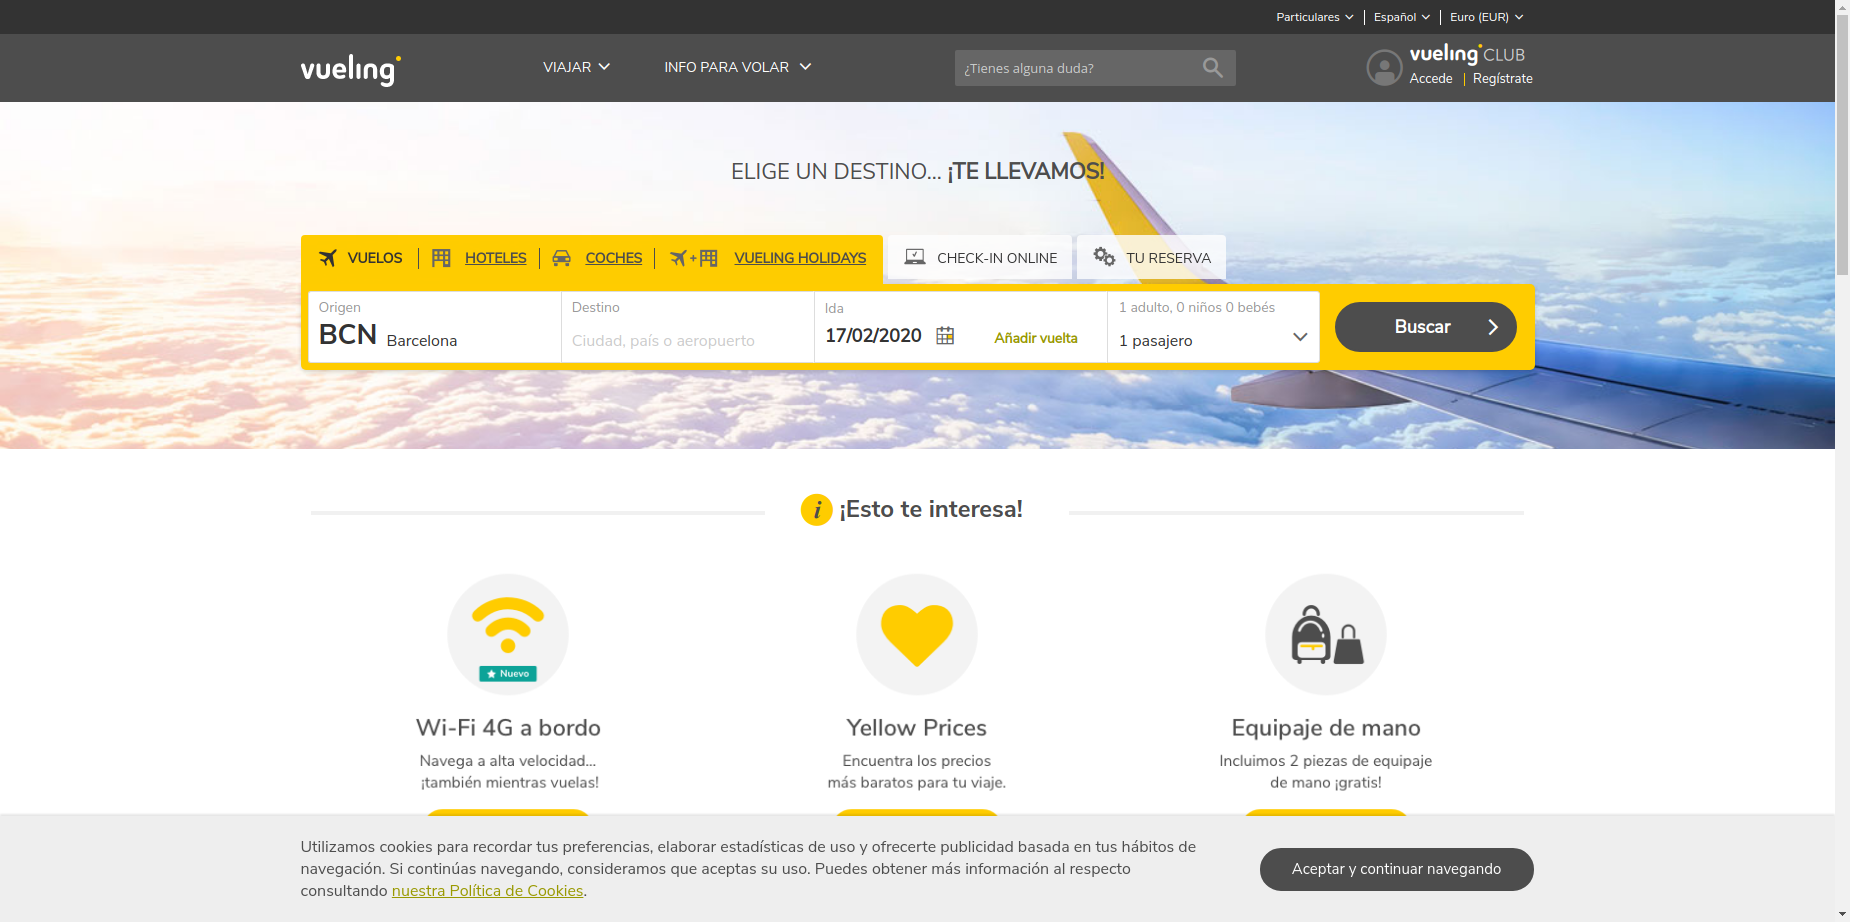 Particulares
Español
Euro (EUR)
vueling
VIAJAR
INFO PARA VOLAR
¿Tienes alguna duda?
vueling CLUB
Accede
Regístrate
ELIGE UN DESTINO... ¡TE LLEVAMOS!
VUELOS
HOTELES
COCHES
+
VUELING HOLIDAYS
CHECK-IN ONLINE
TU RESERVA
Origen
BCN Barcelona
Destino
Ciudad, país o aeropuerto
Ida
17/02/2020
Añadir vuelta
1 adulto, 0 niños 0 bebés
1 pasajero
Buscar
i ¡Esto te interesa!
Nuevo
Wi-Fi 4G a bordo
Navega a alta velocidad...
¡también mientras vuelas!
Yellow Prices
Encuentra los precios
más baratos para tu viaje.
Equipaje de mano
Incluimos 2 piezas de equipaje
de mano ¡gratis!
Utilizamos cookies para recordar tus preferencias, elaborar estadísticas de uso y ofrecerte publicidad basada en tus hábitos de
navegación. Si continúas navegando, consideramos que aceptas su uso. Puedes obtener más información al respecto
consultando nuestra Política de Cookies.
Aceptar y continuar navegando